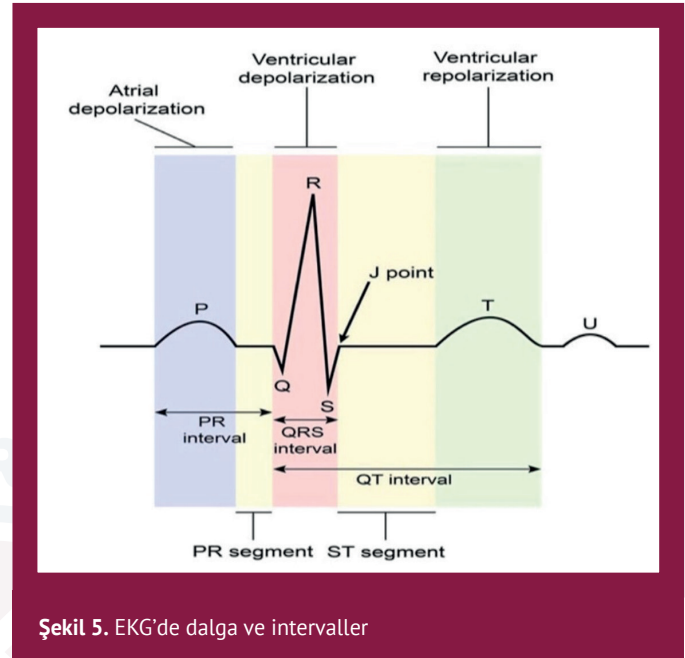 Ventricular
depolarization
Ventricular
repolarization
Atrial
depolarization
R
J point
P
T
U
Q
S
PR
interval
QRS
interval
QT interval
PR segment
ST segment
Şekil 5. EKG’de dalga ve intervaller